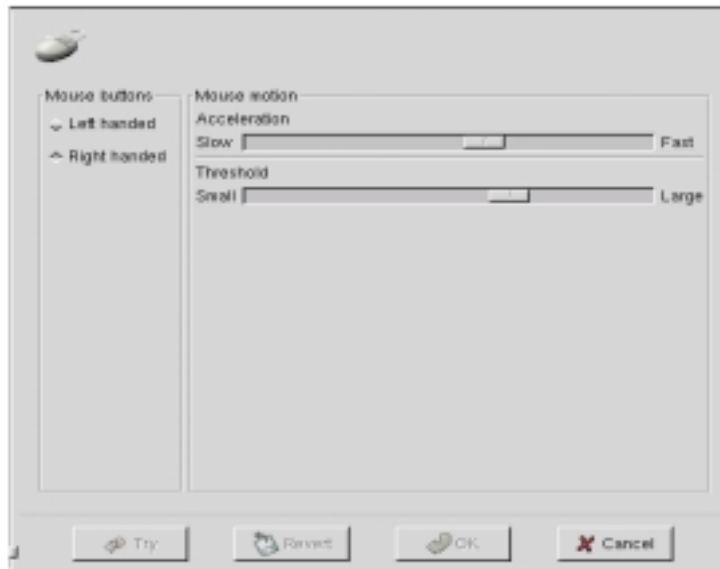 Mouse buttons
Left handed
Right handed
Mouse motion
Acceleration
Slow Fast
Threshold
Small Large
Try Revert OK Cancel